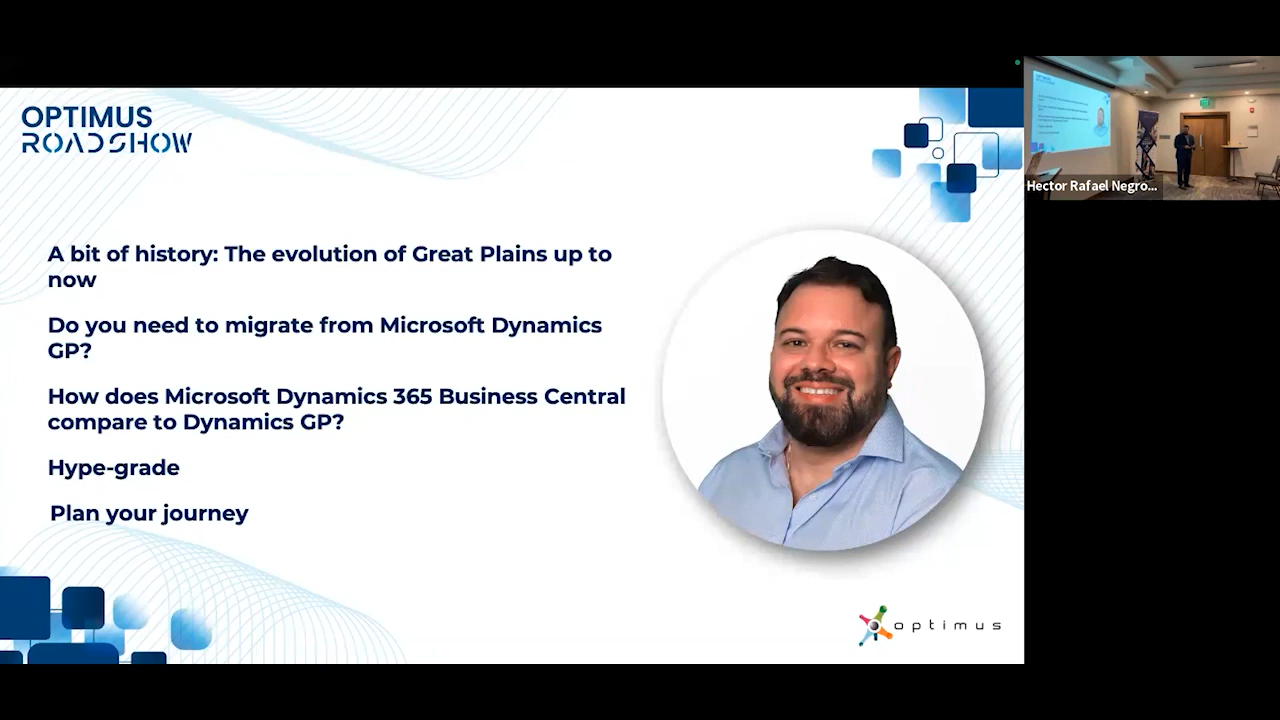 OPTIMUS
ROADSHOW
A bit of history: The evolution of Great Plains up to
now
Do you need to migrate from Microsoft Dynamics
GP?
How does Microsoft Dynamics 365 Business Central
compare to Dynamics GP?
Hype-grade
Plan your journey
optimus
Hector Rafael Negro...